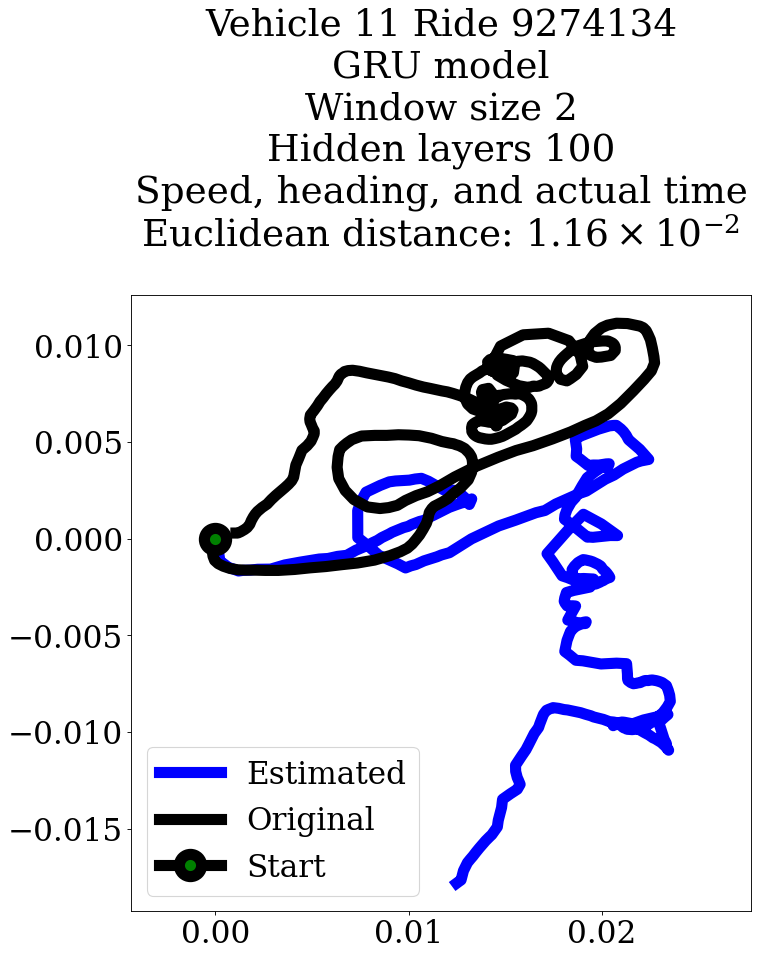 Vehicle 11 Ride 9274134
GRU model
Window size 2
Hidden layers 100
Speed, heading, and actual time
Euclidean distance: 1.16 × 10⁻²
0.010
0.005
0.000
−0.005
−0.010
−0.015
Estimated
Original
Start
0.00
0.01
0.02